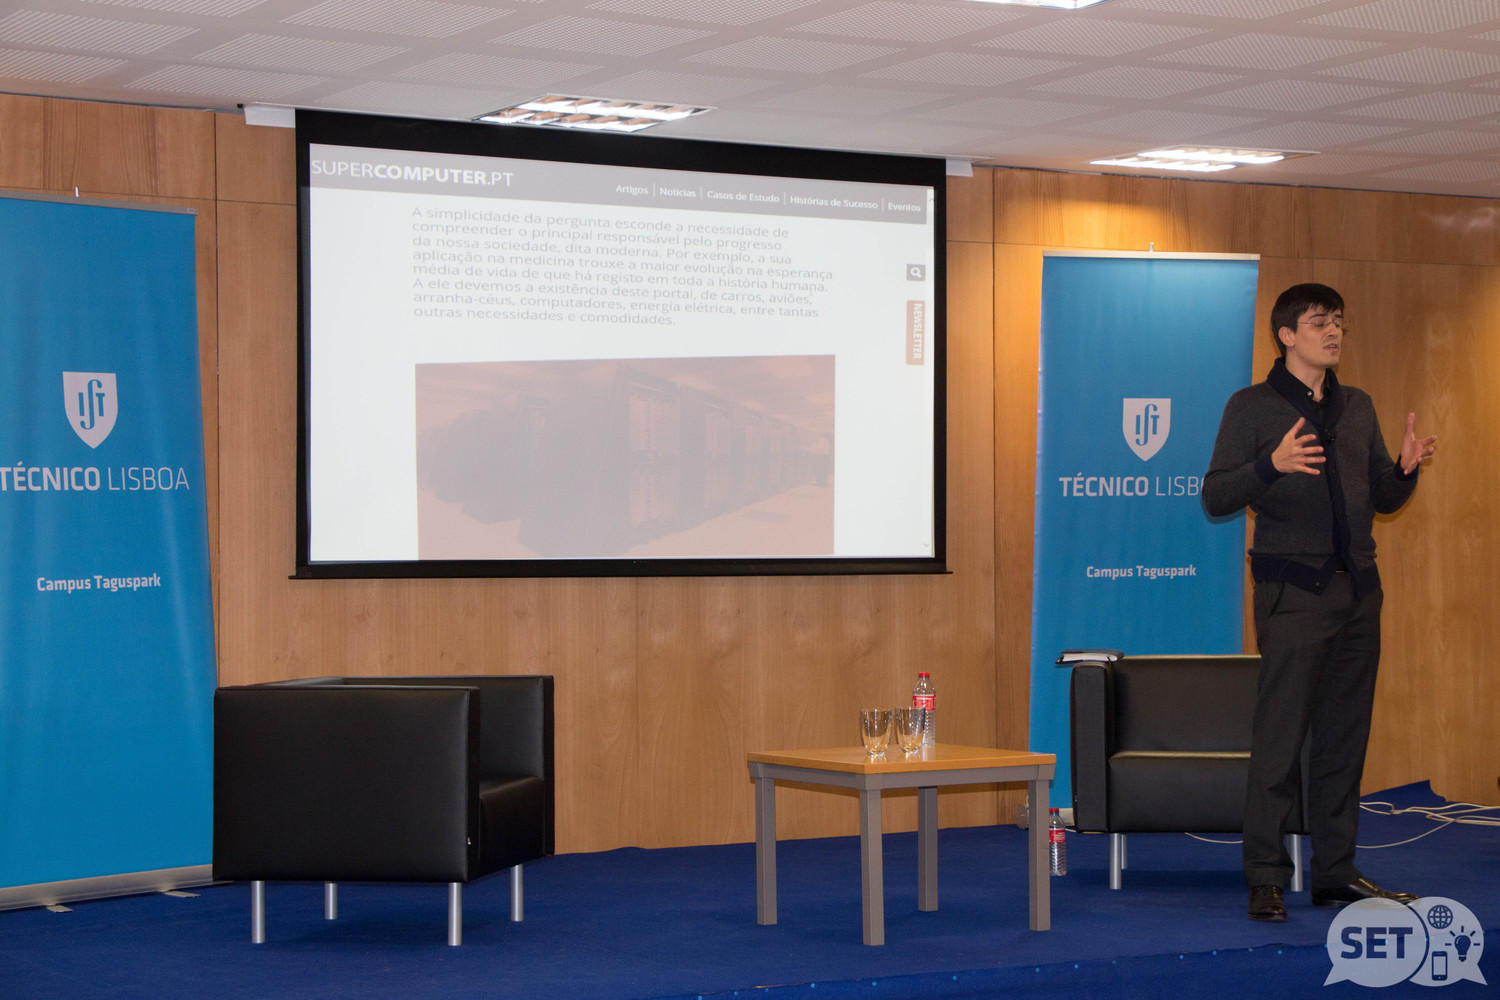 SUPERCOMPUTER.PT
Artigos | Notícias | Casos de Estudo | Histórias de Sucesso | Eventos
A simplicidade da pergunta esconde a necessidade de
compreender o principal responsável pelo progresso
da nossa sociedade, dita moderna. Por exemplo, a sua
aplicação na medicina trouxe a maior evolução na esperança
média de vida de que há registo em toda a história humana.
A ele devemos a existência deste portal, de carros, aviões,
arranha-céus, computadores, energia elétrica, entre tantas
outras necessidades e comodidades.
NEWSLETTER
IST
TÉCNICO LISBOA
Campus Taguspark
IST
TÉCNICO LISBO
Campus Taguspark
SET